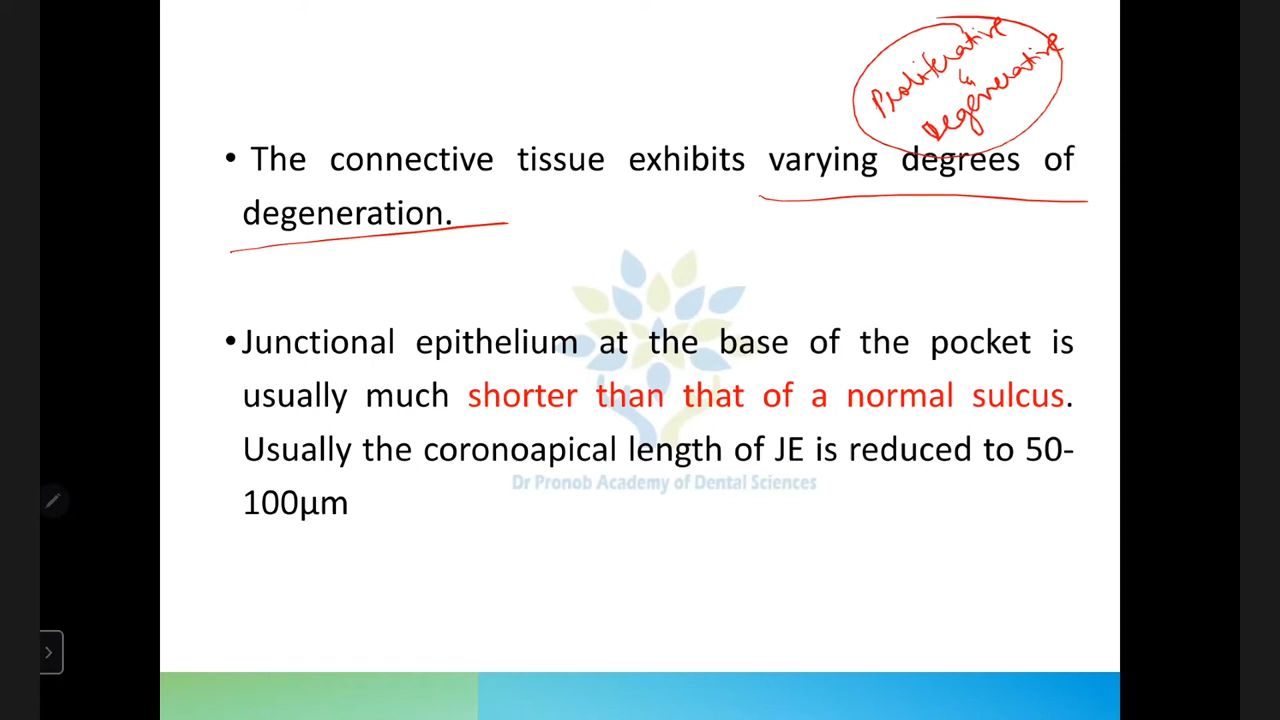 Proliferative
&
Degenerative
• The connective tissue exhibits varying degrees of
degeneration.
•Junctional epithelium at the base of the pocket is
usually much shorter than that of a normal sulcus.
Usually the coronoapical length of JE is reduced to 50-
100µm
Dr Pronob Academy of Dental Sciences